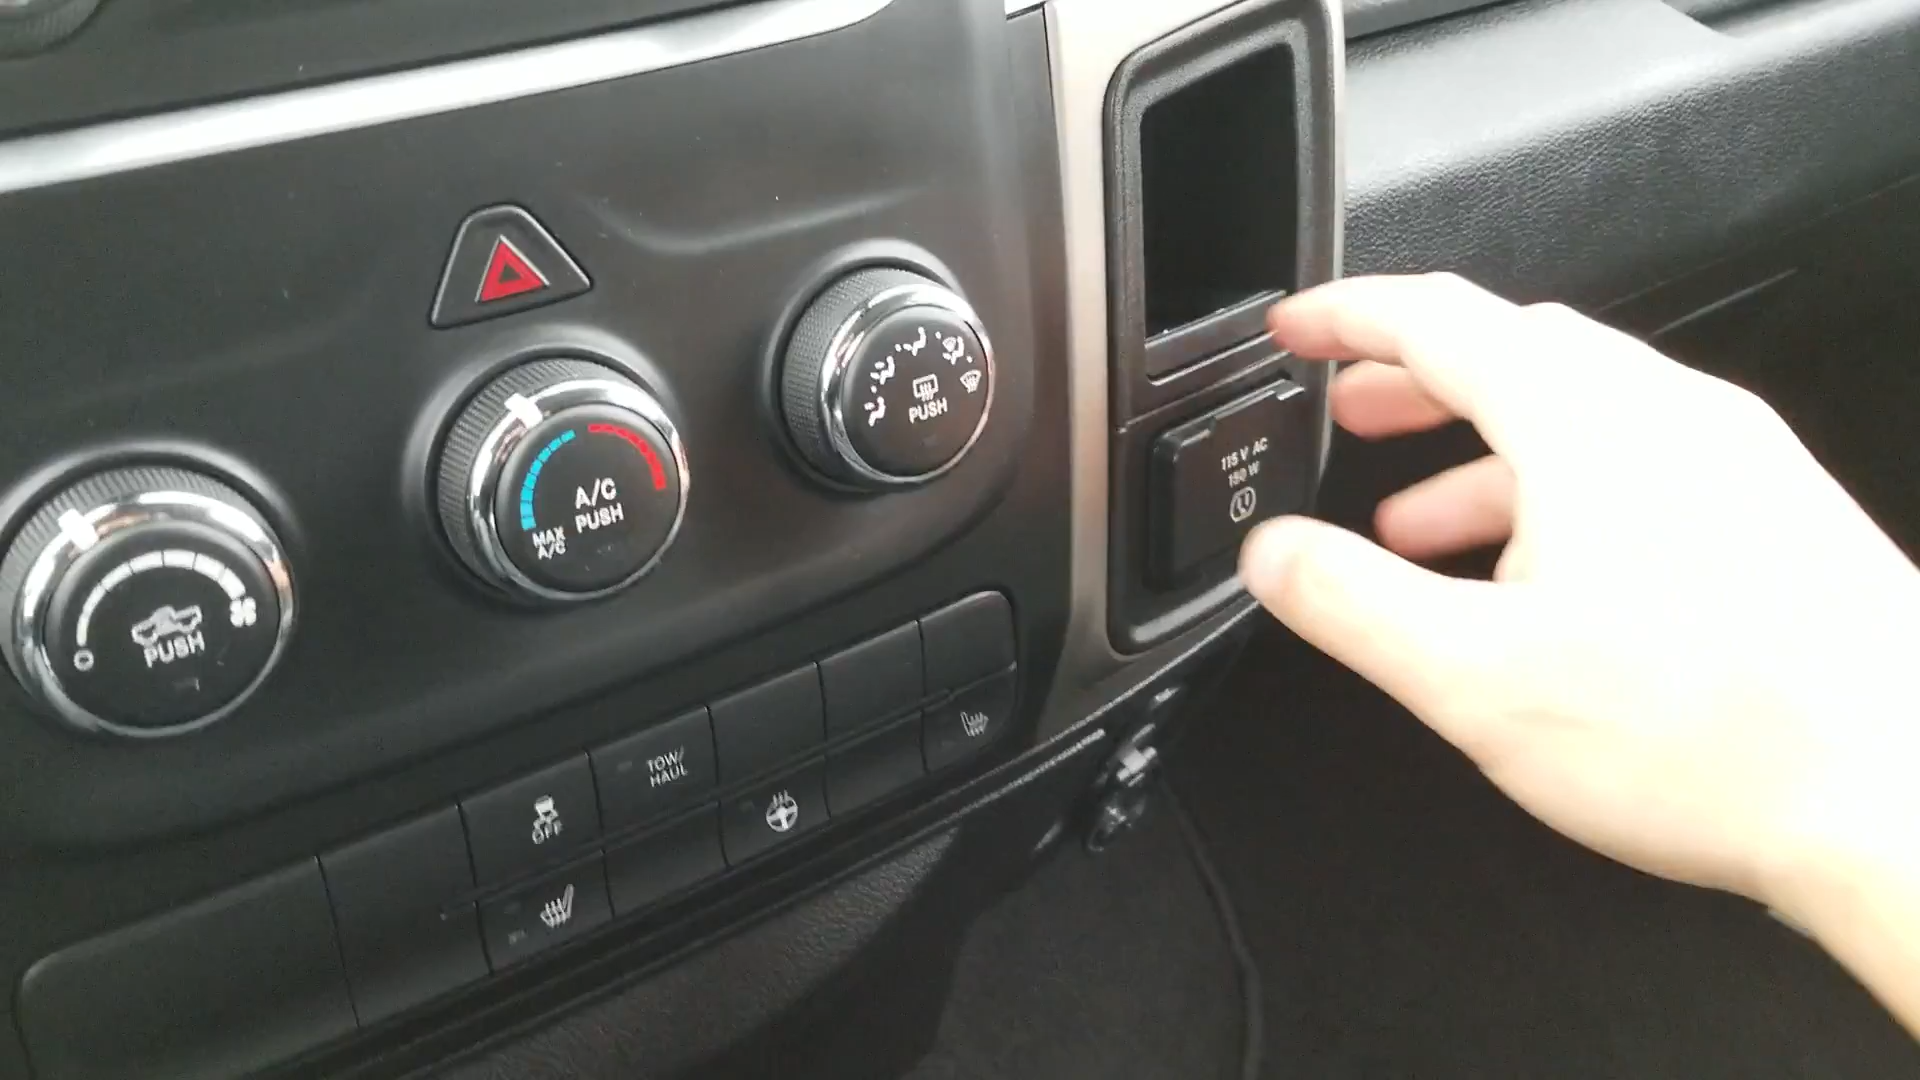 PUSH
115 V AC
150 W
A/C
PUSH
MAX
A/C
O
PUSH
TOW/
HAUL
OFF